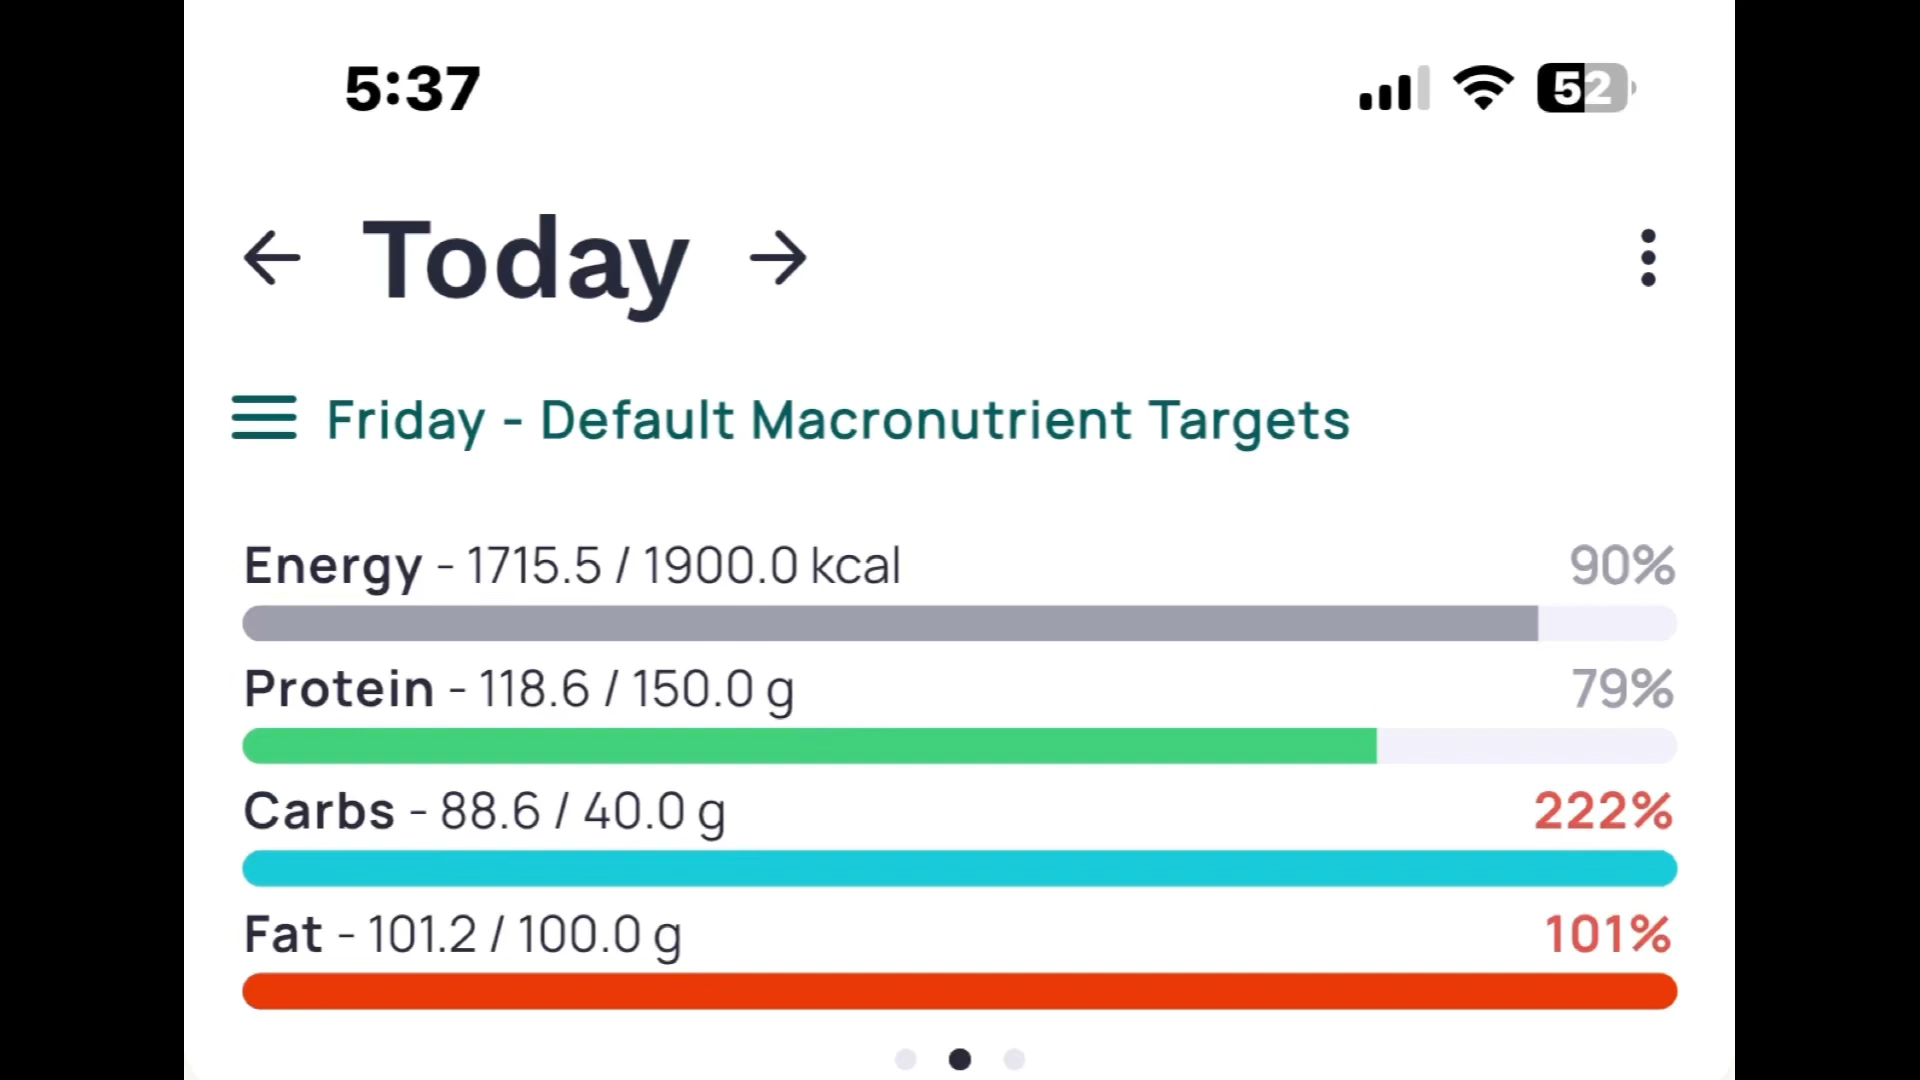 5:37
52
Today
Friday - Default Macronutrient Targets
Energy - 1715.5 / 1900.0 kcal
90%
Protein - 118.6 / 150.0 g
79%
Carbs - 88.6 / 40.0 g
222%
Fat - 101.2 / 100.0 g
101%